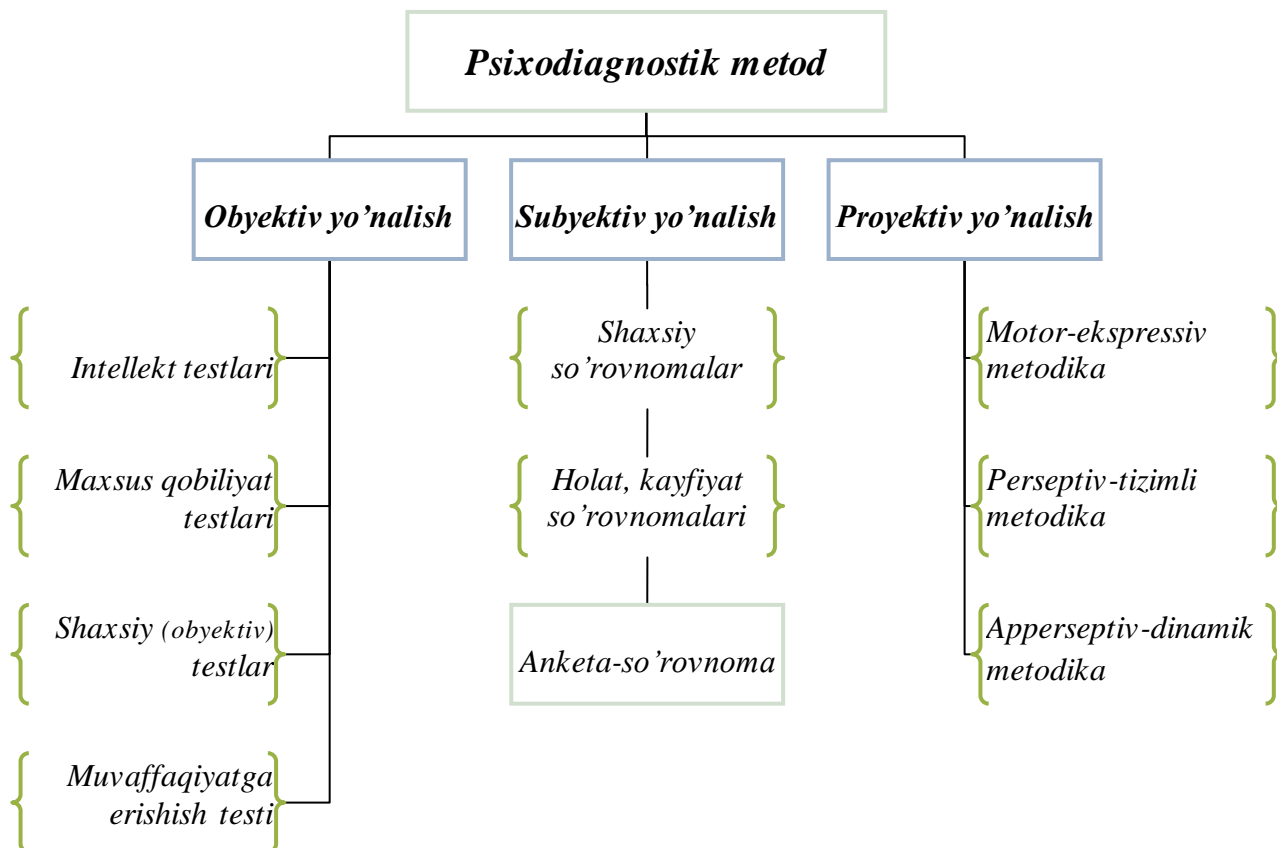 Psixodiagnostik metod
Obyektiv yo’nalish
Subyektiv yo’nalish
Proyektiv yo’nalish
Intellekt testlari
Maxsus qobiliyat
testlari
Shaxsiy (obyektiv)
testlar
Muvaffaqiyatga
erishish testi
Shaxsiy
so’rovnomalar
Holat, kayfiyat
so’rovnomalari
Anketa-so’rovnoma
Motor-ekspressiv
metodika
Perseptiv-tizimli
metodika
Apperseptiv-dinamik
metodika